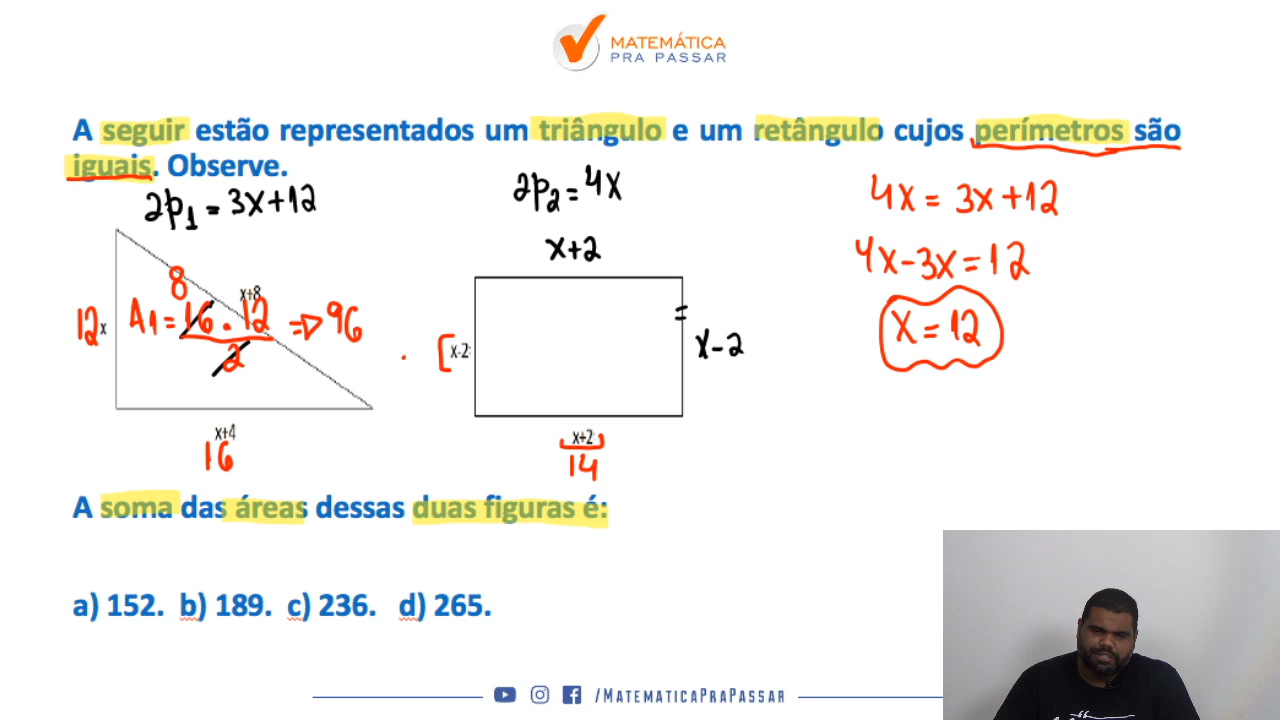 MATEMÁTICA
PRA PASSAR
A seguir estão representados um triângulo e um retângulo cujos perímetros são
iguais. Observe.
2p1 = 3x+12
2p2 = 4x
4x = 3x+12
x+2
4x-3x=12
8
x+8
12 x
A1 = 16 . 12 => 96
2
x = 12
[ x-2
x-2
x+4
16
x+2
14
A soma das áreas dessas duas figuras é:
a) 152. b) 189. c) 236. d) 265.
/MATEMATICAPRAPASSAR